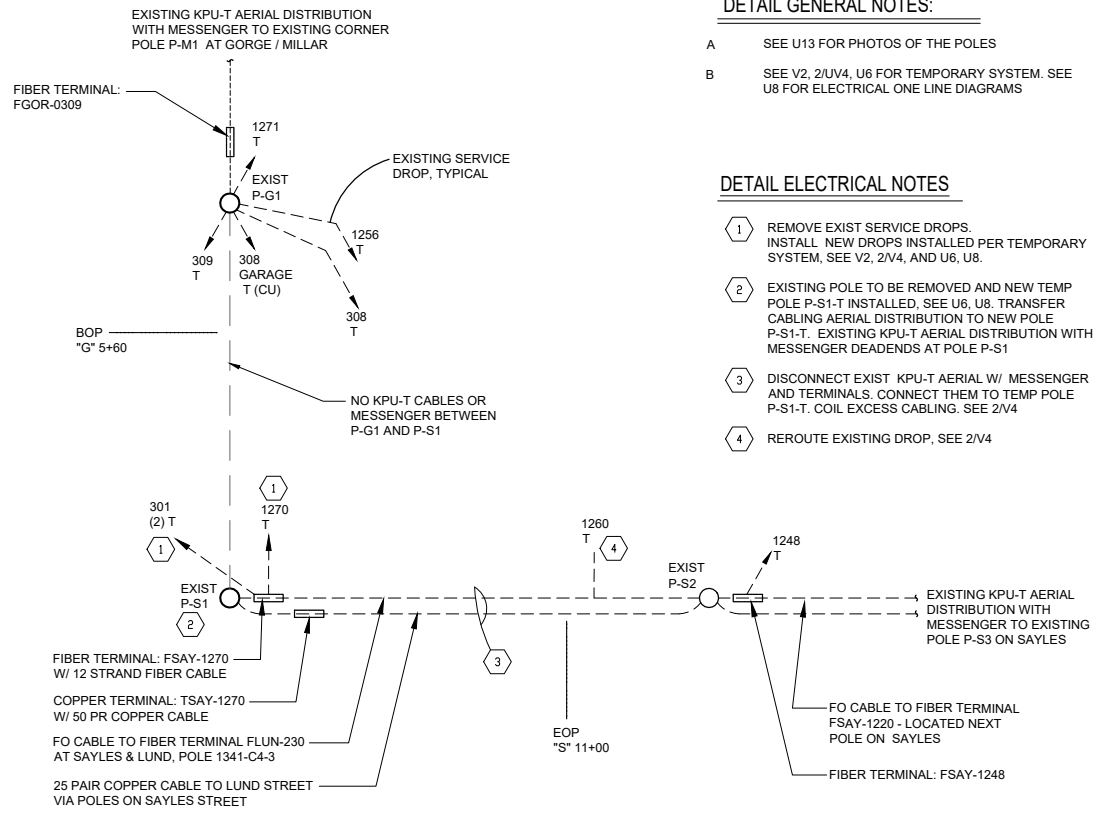 EXISTING KPU-T AERIAL DISTRIBUTION
WITH MESSENGER TO EXISTING CORNER
POLE P-M1 AT GORGE / MILLAR
FIBER TERMINAL:
FGOR-0309
1271
T
EXIST
P-G1
EXISTING SERVICE
DROP, TYPICAL
1256
T
309
T
308
GARAGE
T (CU)
308
T
BOP
"G" 5+60
NO KPU-T CABLES OR
MESSENGER BETWEEN
P-G1 AND P-S1
DETAIL GENERAL NOTES:
A SEE U13 FOR PHOTOS OF THE POLES
B SEE V2, 2/UV4, U6 FOR TEMPORARY SYSTEM. SEE
U8 FOR ELECTRICAL ONE LINE DIAGRAMS
DETAIL ELECTRICAL NOTES
1 REMOVE EXIST SERVICE DROPS.
INSTALL NEW DROPS INSTALLED PER TEMPORARY
SYSTEM, SEE V2, 2/V4, AND U6, U8.
2 EXISTING POLE TO BE REMOVED AND NEW TEMP
POLE P-S1-T INSTALLED, SEE U6, U8. TRANSFER
CABLING AERIAL DISTRIBUTION TO NEW POLE
P-S1-T. EXISTING KPU-T AERIAL DISTRIBUTION WITH
MESSENGER DEADENDS AT POLE P-S1
3 DISCONNECT EXIST KPU-T AERIAL W/ MESSENGER
AND TERMINALS. CONNECT THEM TO TEMP POLE
P-S1-T. COIL EXCESS CABLING. SEE 2/V4
4 REROUTE EXISTING DROP, SEE 2/V4
301
(2) T
1
1
1270
T
EXIST
P-S1
2
1260
T
4
EXIST
P-S2
1248
T
3
EXISTING KPU-T AERIAL
DISTRIBUTION WITH
MESSENGER TO EXISTING
POLE P-S3 ON SAYLES
FIBER TERMINAL: FSAY-1270
W/ 12 STRAND FIBER CABLE
COPPER TERMINAL: TSAY-1270
W/ 50 PR COPPER CABLE
FO CABLE TO FIBER TERMINAL FLUN-230
AT SAYLES & LUND, POLE 1341-C4-3
25 PAIR COPPER CABLE TO LUND STREET
VIA POLES ON SAYLES STREET
EOP
"S" 11+00
FO CABLE TO FIBER TERMINAL
FSAY-1220 - LOCATED NEXT
POLE ON SAYLES
FIBER TERMINAL: FSAY-1248